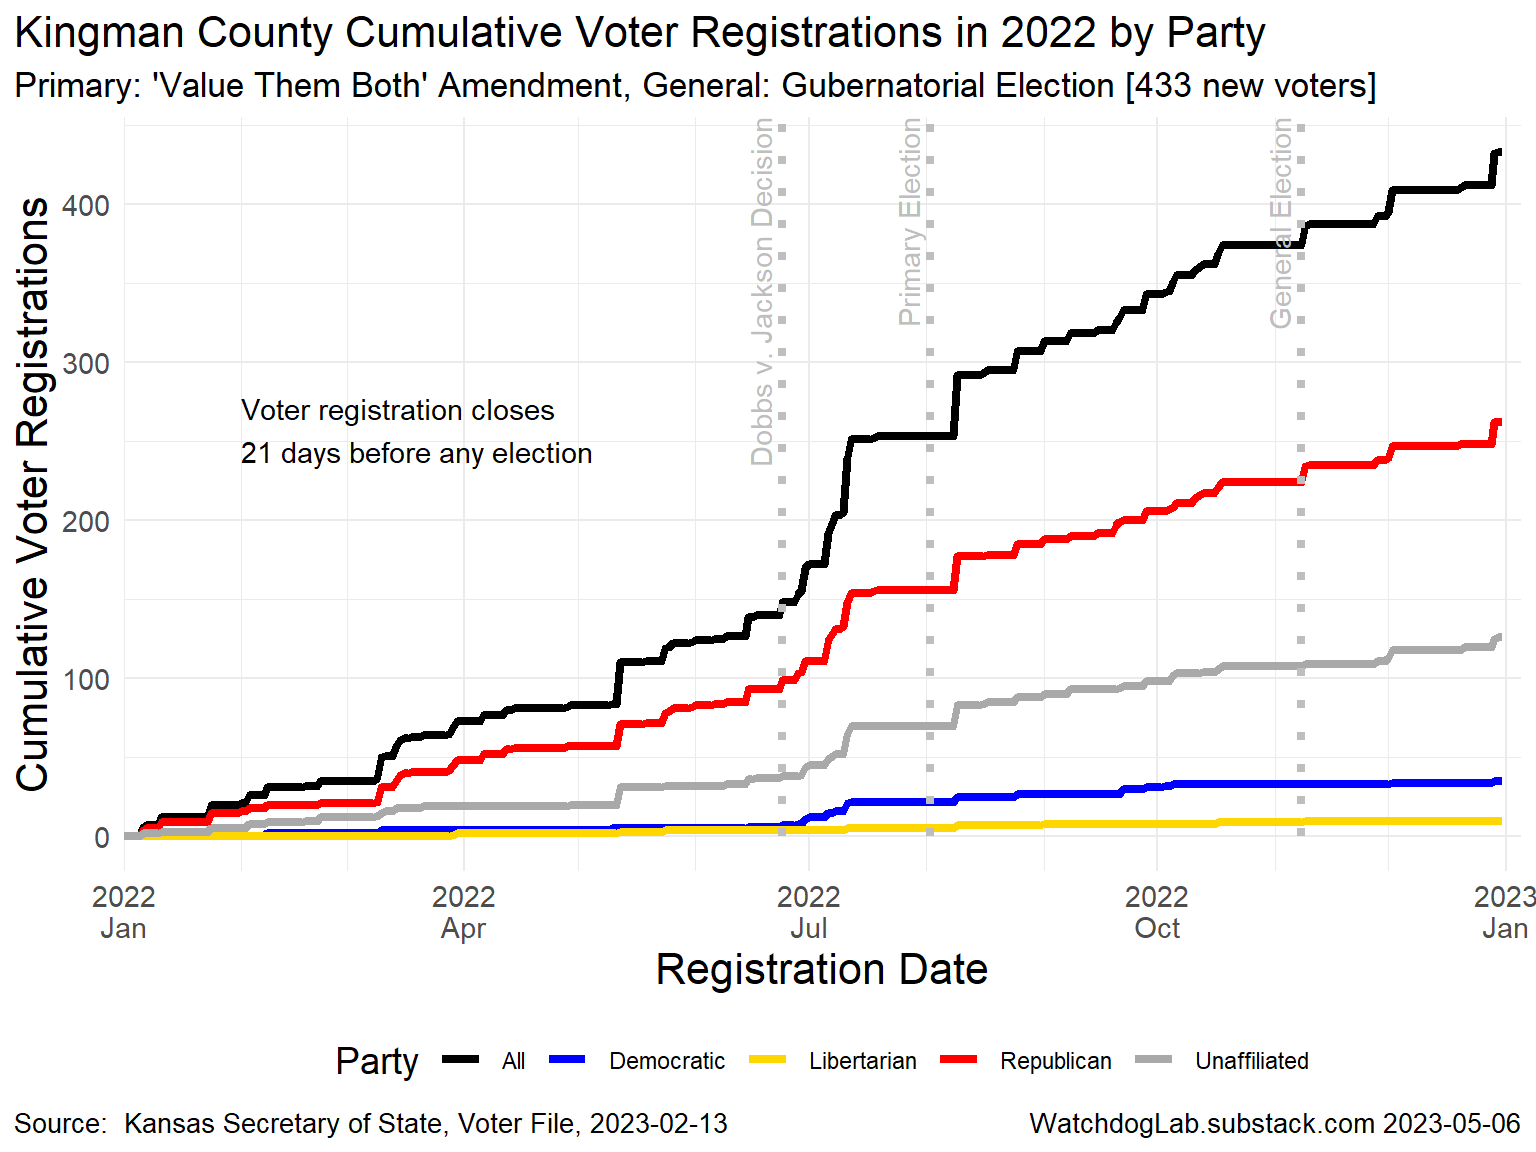 Kingman County Cumulative Voter Registrations in 2022 by Party
Primary: 'Value Them Both' Amendment, General: Gubernatorial Election [433 new voters]
Cumulative Voter Registrations
400
300
200
100
0
Dobbs v. Jackson Decision
Primary Election
General Election
Voter registration closes
21 days before any election
2022
Jan
2022
Apr
2022
Jul
2022
Oct
2023
Jan
Registration Date
Party
All
Democratic
Libertarian
Republican
Unaffiliated
Source:  Kansas Secretary of State, Voter File, 2023-02-13
WatchdogLab.substack.com 2023-05-06